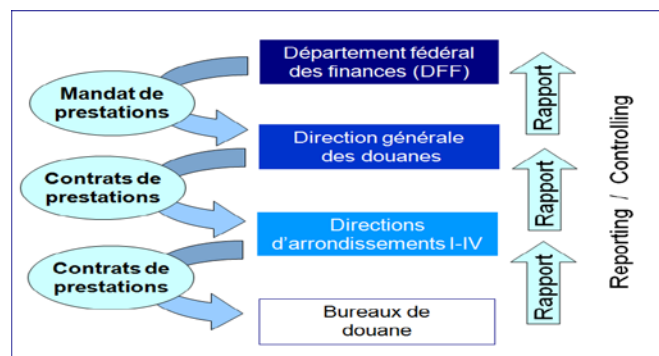 Département fédéral
des finances (DFF)
Mandat de
prestations
Rapport
Direction générale
des douanes
Contrats de
prestations
Rapport
Directions
d'arrondissements I-IV
Contrats de
prestations
Rapport
Bureaux de
douane
Reporting / Controlling